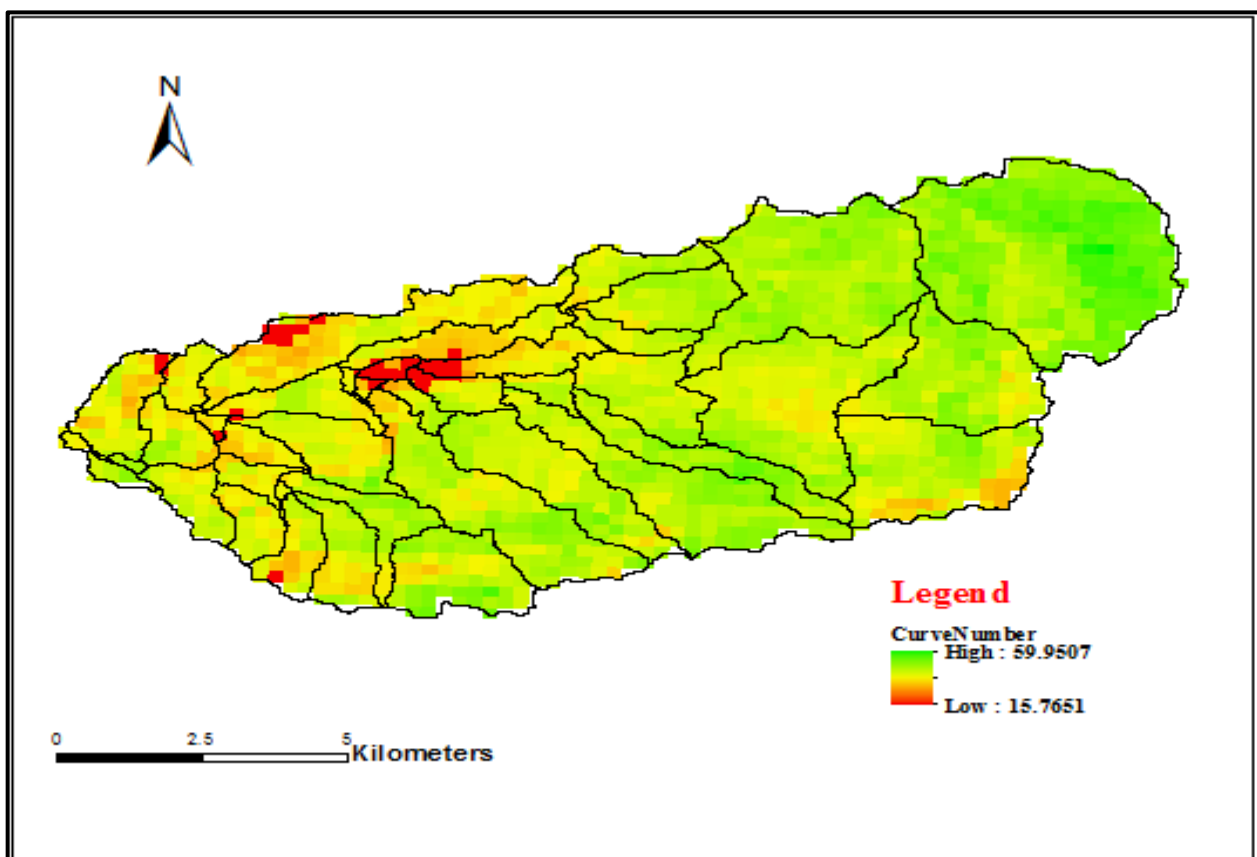 N
Legend
CurveNumber
High : 59.9507
Low : 15.7651
0 2.5 5
Kilometers